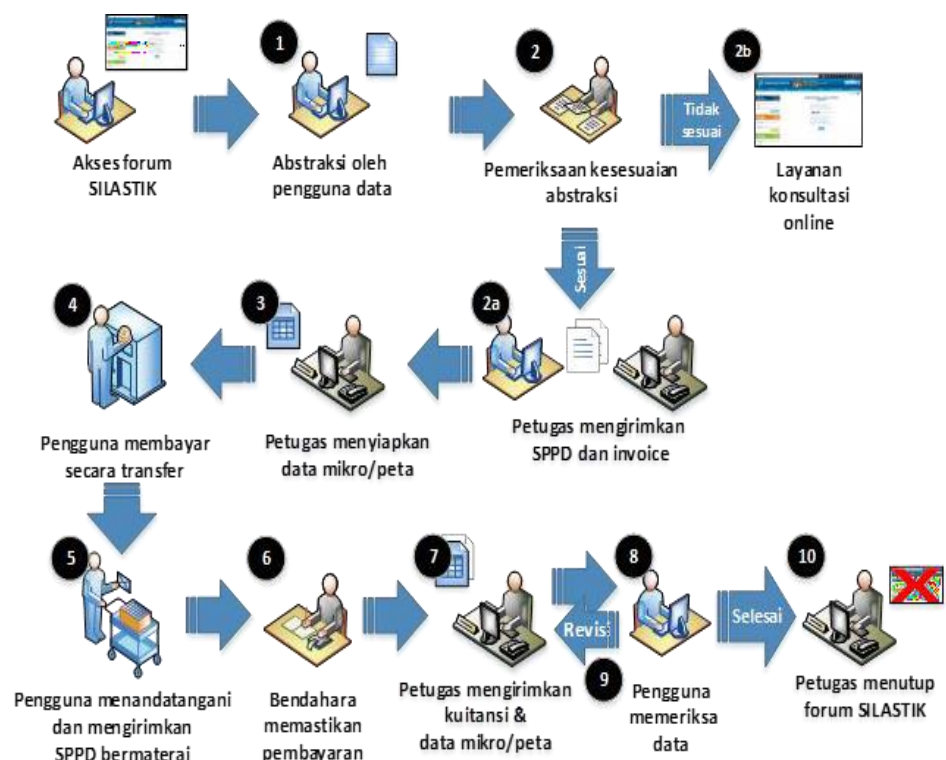 1
2
2b
Tidak
sesuai
Akses forum
SILASTIK
Abstraksi oleh
pengguna data
Pemeriksaan kesesuaian
abstraksi
Layanan
konsultasi
online
Sesuai
4
3
2a
Pengguna membayar
secara transfer
Petugas menyiapkan
data mikro/peta
Petugas mengirimkan
SPPD dan invoice
5
6
7
8
10
Revisi
Selesai
9
Pengguna menandatangani
dan mengirimkan
SPPD bermaterai
Bendahara
memastikan
pembayaran
Petugas mengirimkan
kuitansi &
data mikro/peta
Pengguna
memeriksa
data
Petugas menutup
forum SILASTIK